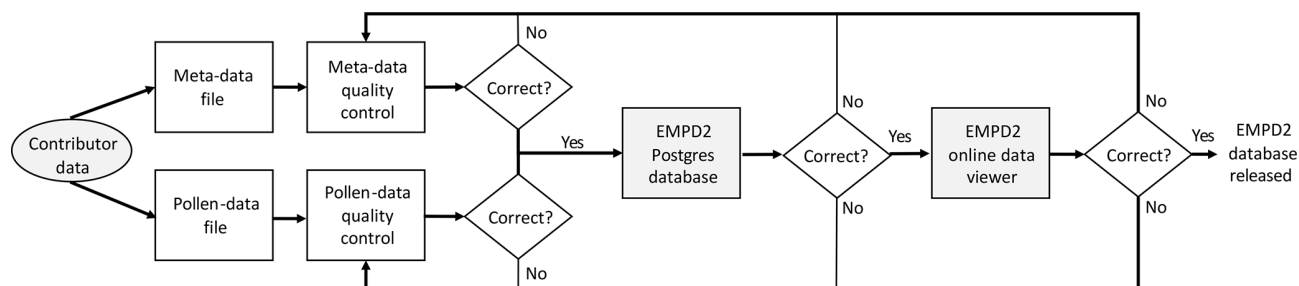 Contributor
data
Meta-data
file
Meta-data
quality
control
Correct?
No
Pollen-data
file
Pollen-data
quality
control
Correct?
No
Yes
EMPD2
Postgres
database
No
Correct?
No
Yes
EMPD2
online data
viewer
No
Correct?
No
Yes
EMPD2
database
released